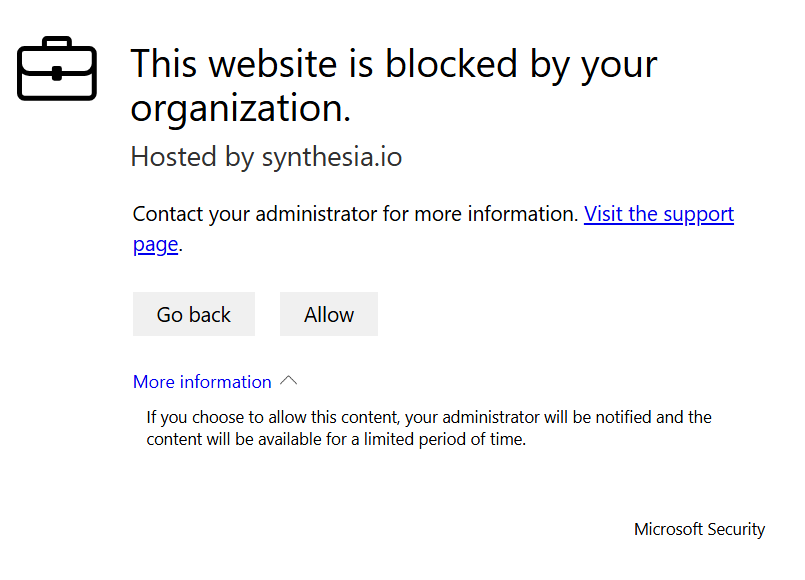 This website is blocked by your
organization.
Hosted by synthesia.io
Contact your administrator for more information. Visit the support
page.
Go back
Allow
More information
If you choose to allow this content, your administrator will be notified and the
content will be available for a limited period of time.
Microsoft Security